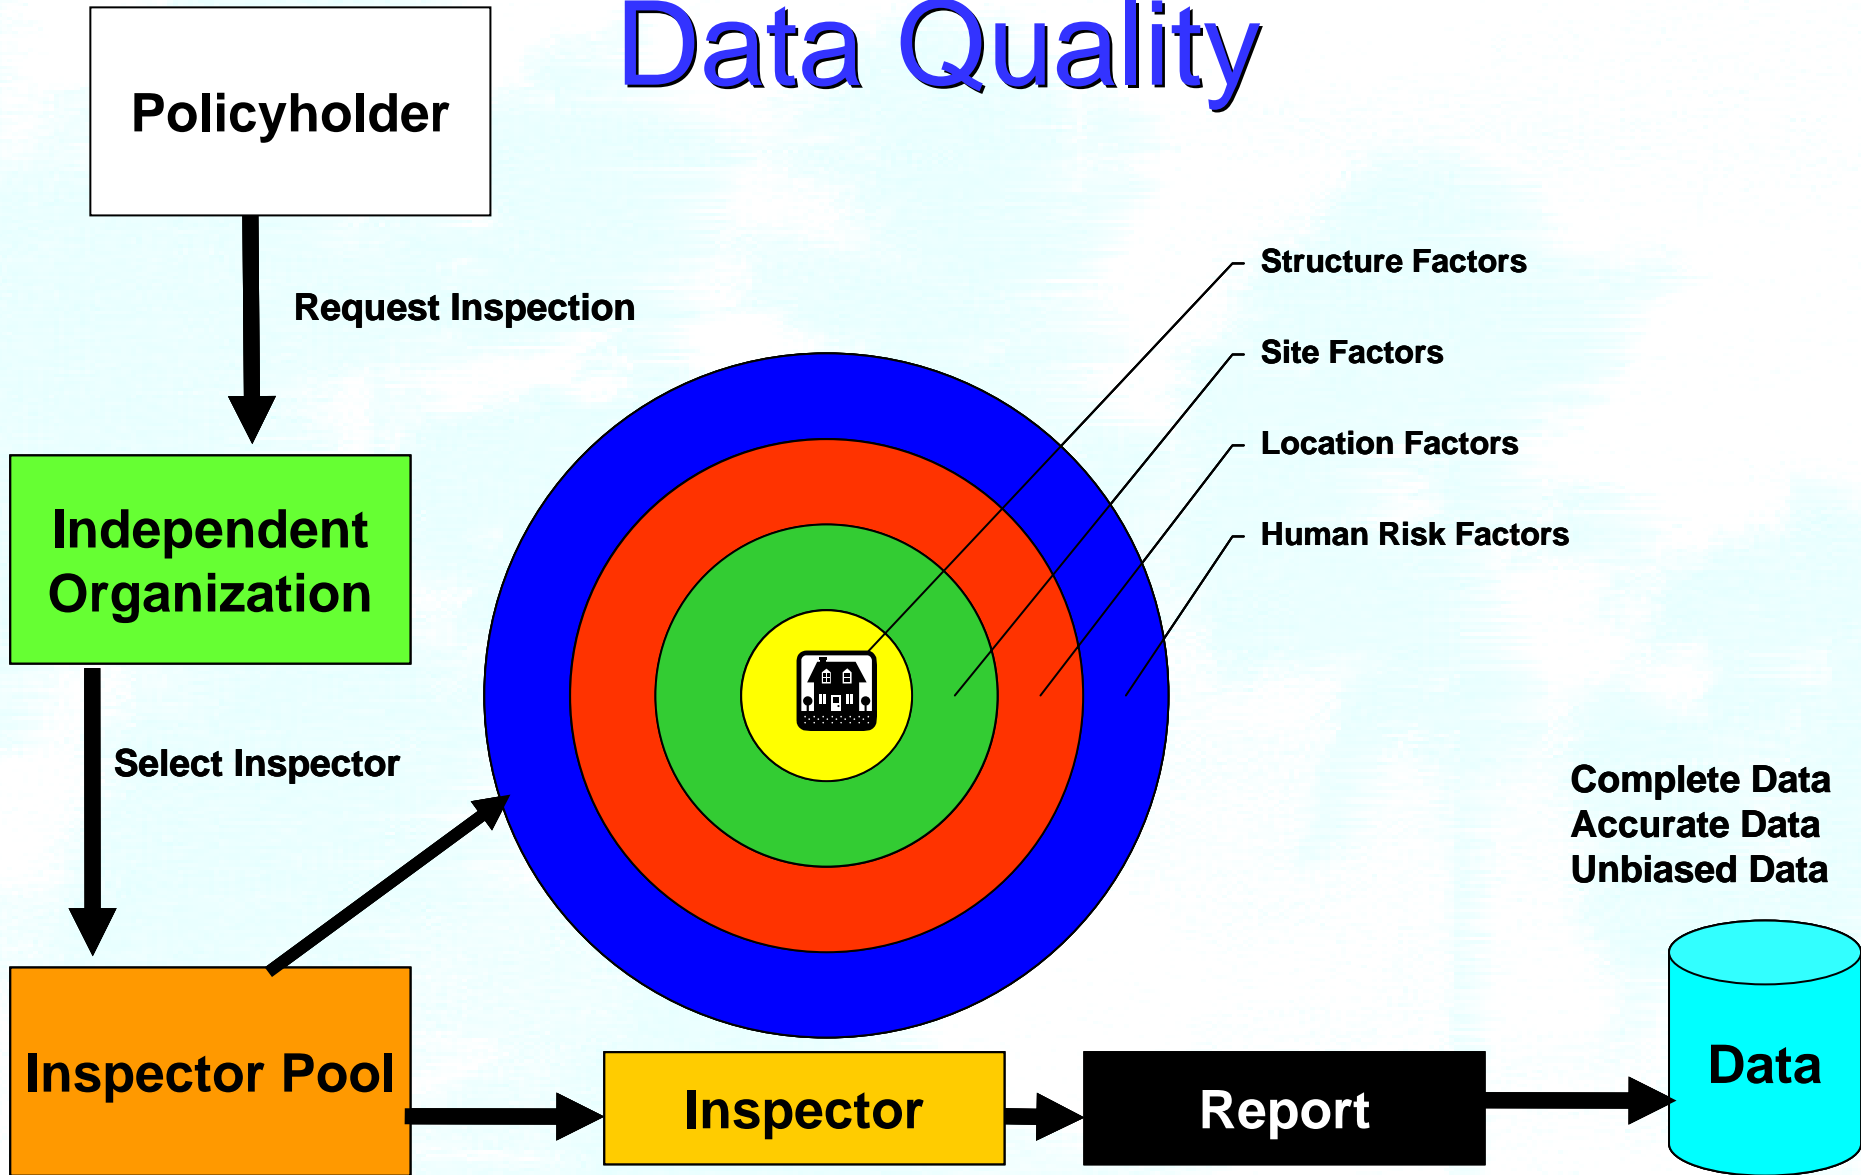 Data Quality
Policyholder
Request Inspection
Structure Factors
Site Factors
Location Factors
Human Risk Factors
Independent
Organization
Select Inspector
Complete Data
Accurate Data
Unbiased Data
Inspector Pool
Inspector
Report
Data